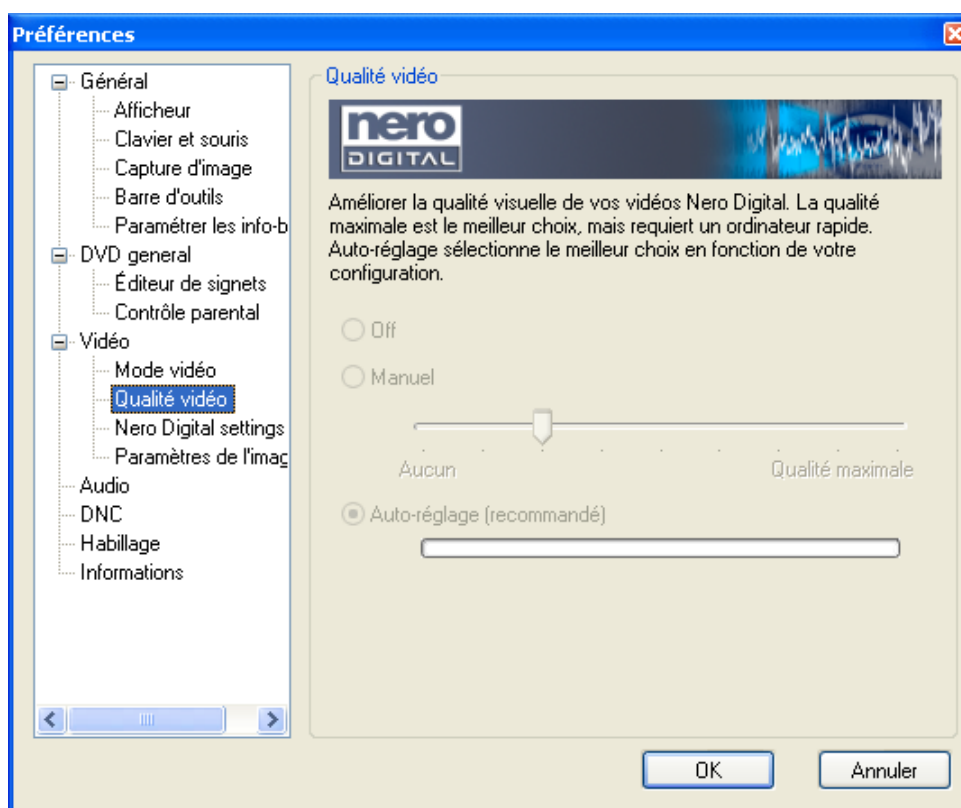 Préférences
Général
Afficheur
Clavier et souris
Capture d'image
Barre d'outils
Paramétrer les info-b
DVD general
Éditeur de signets
Contrôle parental
Vidéo
Mode vidéo
Qualité vidéo
Nero Digital settings
Paramètres de l'imag
Audio
DNC
Habillage
Informations
Qualité vidéo
nero
DIGITAL
Améliorer la qualité visuelle de vos vidéos Nero Digital. La qualité
maximale est le meilleur choix, mais requiert un ordinateur rapide.
Auto-réglage sélectionne le meilleur choix en fonction de votre
configuration.
Off
Manuel
Aucun
Qualité maximale
Auto-réglage (recommandé)
OK
Annuler